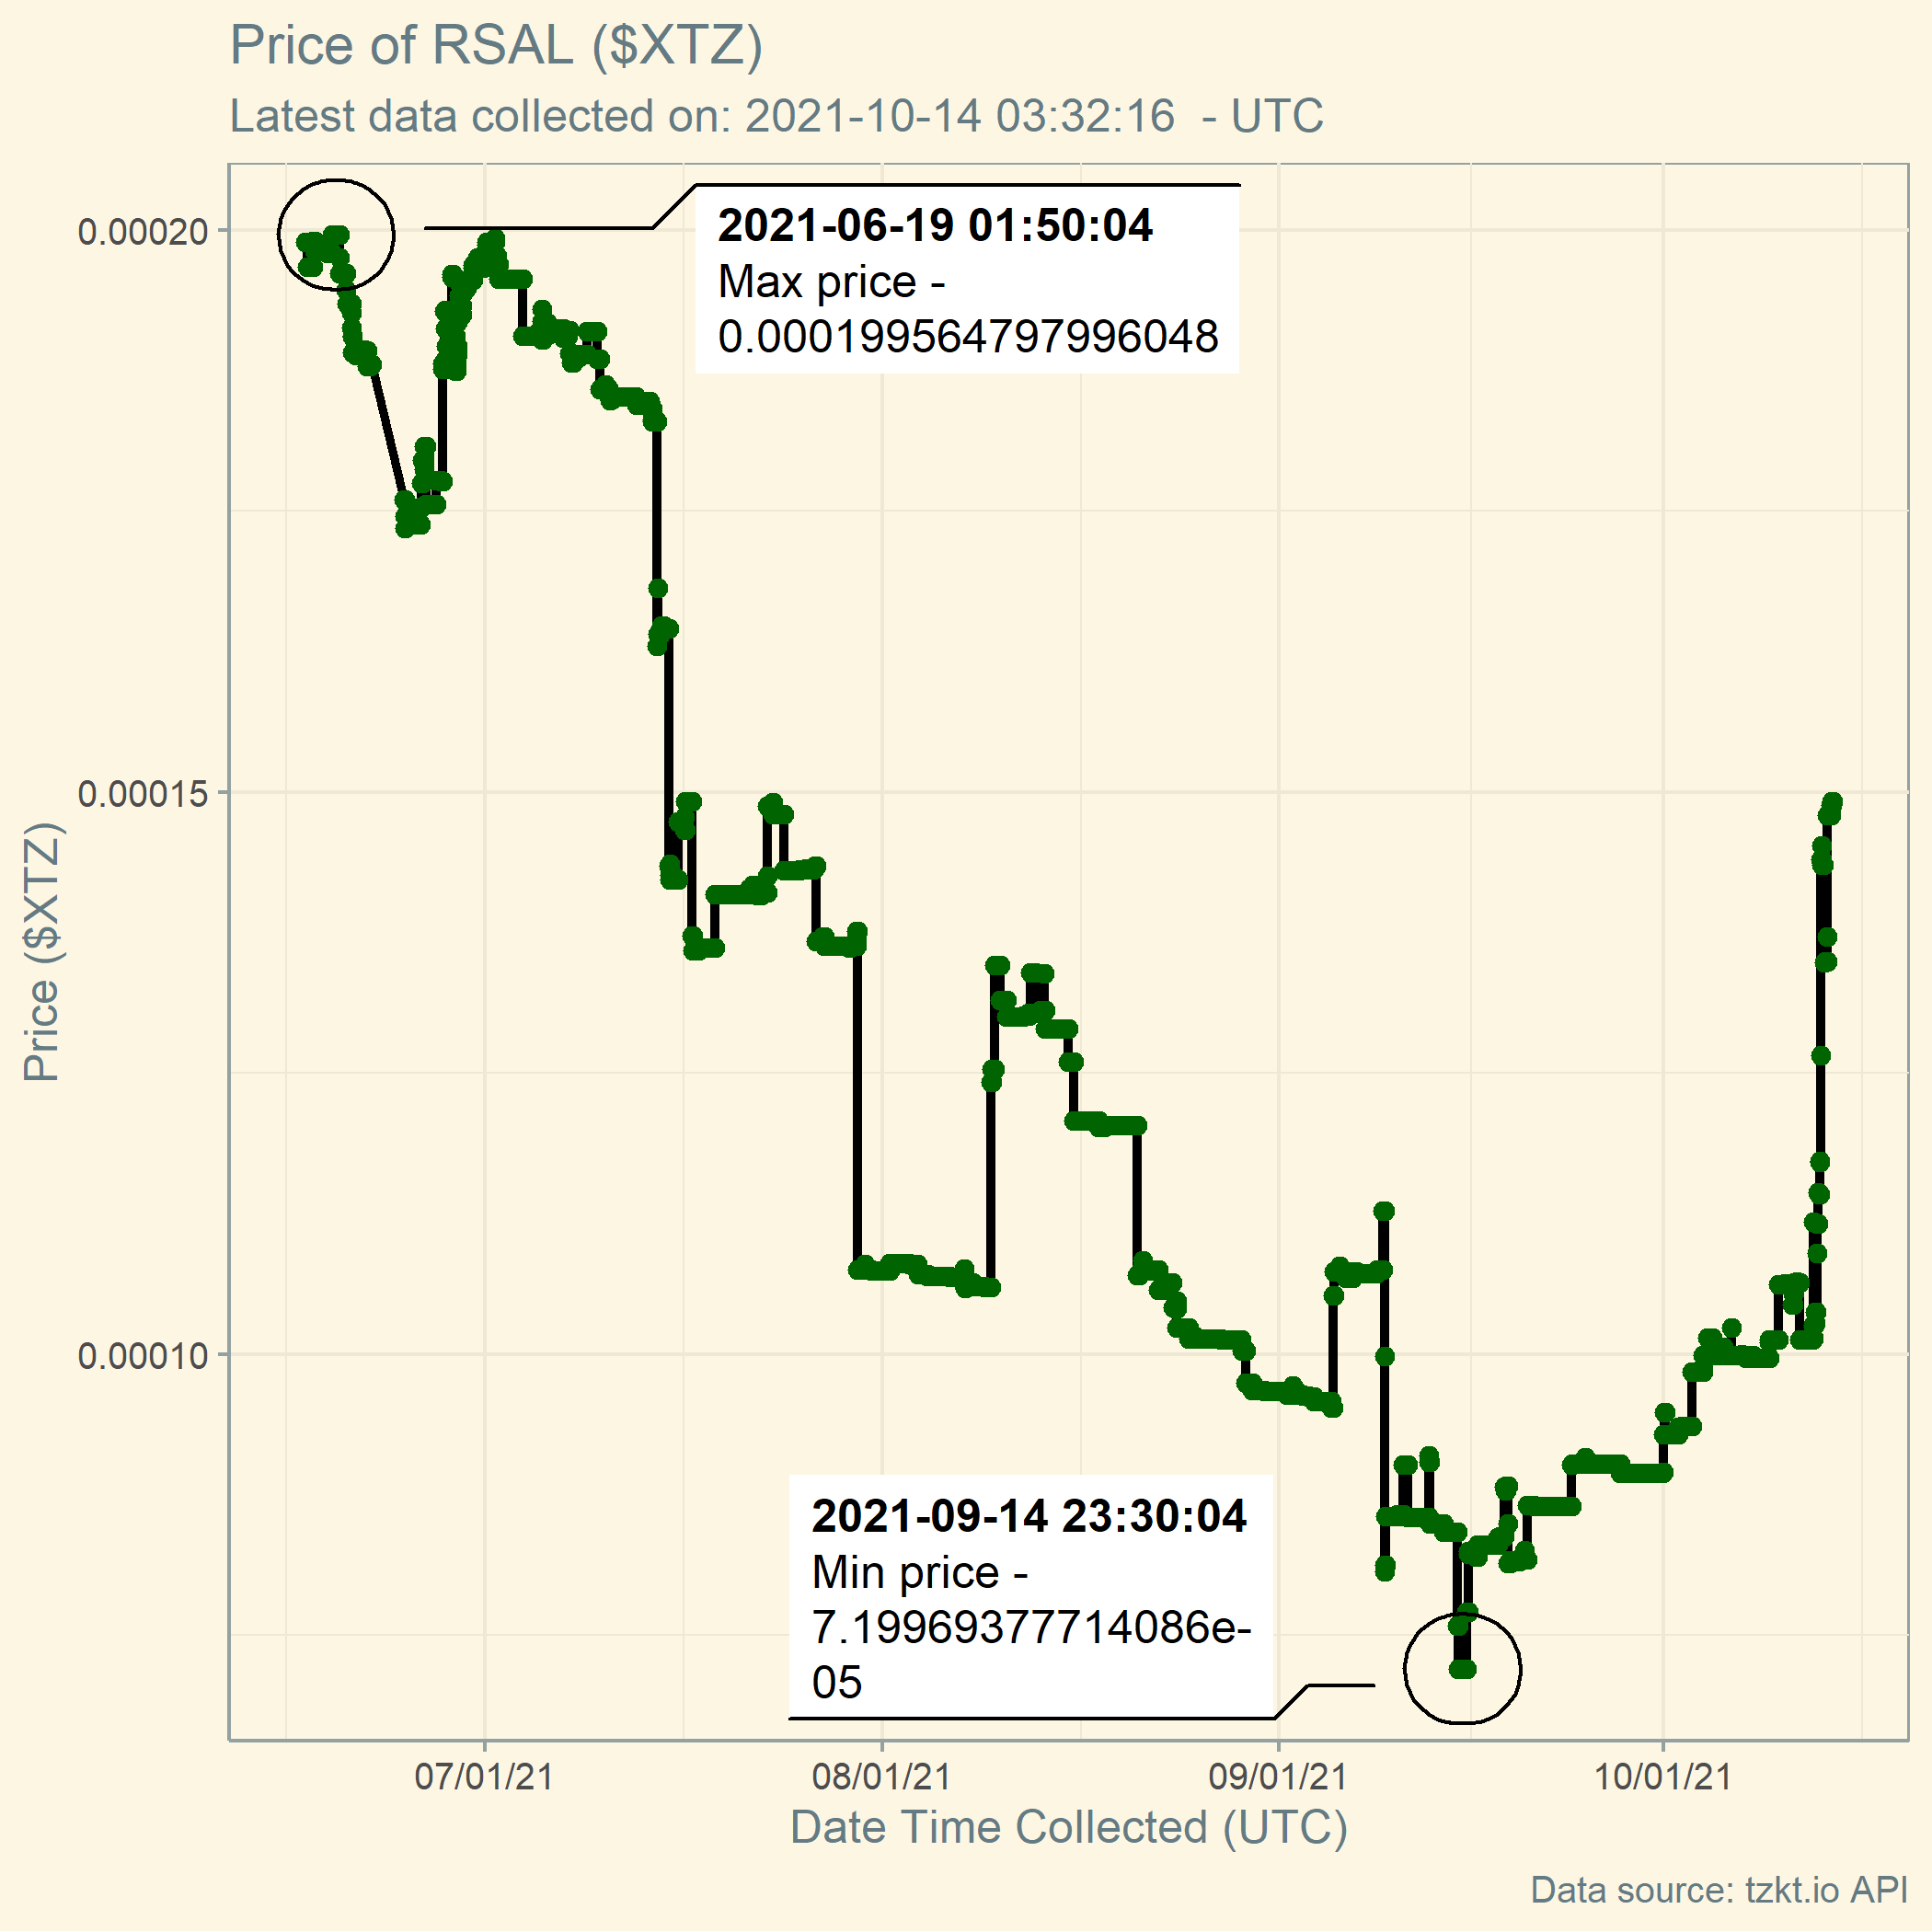 Price of RSAL ($XTZ)
Latest data collected on: 2021-10-14 03:32:16  - UTC
2021-06-19 01:50:04
Max price -
0.000199564797996048
0.00020
0.00015
0.00010
Price ($XTZ)
2021-09-14 23:30:04
Min price -
7.19969377714086e-
05
07/01/21
08/01/21
09/01/21
10/01/21
Date Time Collected (UTC)
Data source: tzkt.io API